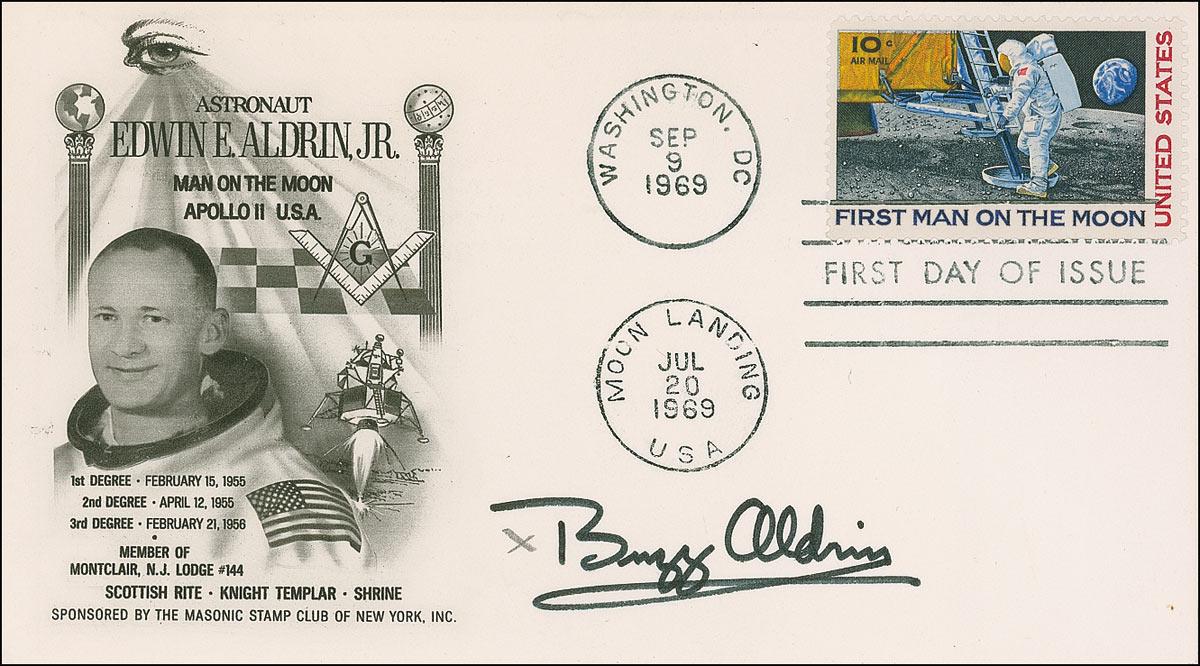 ASTRONAUT
EDWIN E. ALDRIN, JR.
MAN ON THE MOON
APOLLO 11 U.S.A.
G
1st DEGREE · FEBRUARY 15, 1955
2nd DEGREE · APRIL 12, 1955
3rd DEGREE · FEBRUARY 21, 1956
MEMBER OF
MONTCLAIR, N.J. LODGE #144
SCOTTISH RITE · KNIGHT TEMPLAR · SHRINE
SPONSORED BY THE MASONIC STAMP CLUB OF NEW YORK, INC.
WASHINGTON, DC
SEP
9
1969
MOON LANDING
JUL
20
1969
USA
x Buzz Aldrin
10c
AIR MAIL
UNITED STATES
FIRST MAN ON THE MOON
FIRST DAY OF ISSUE